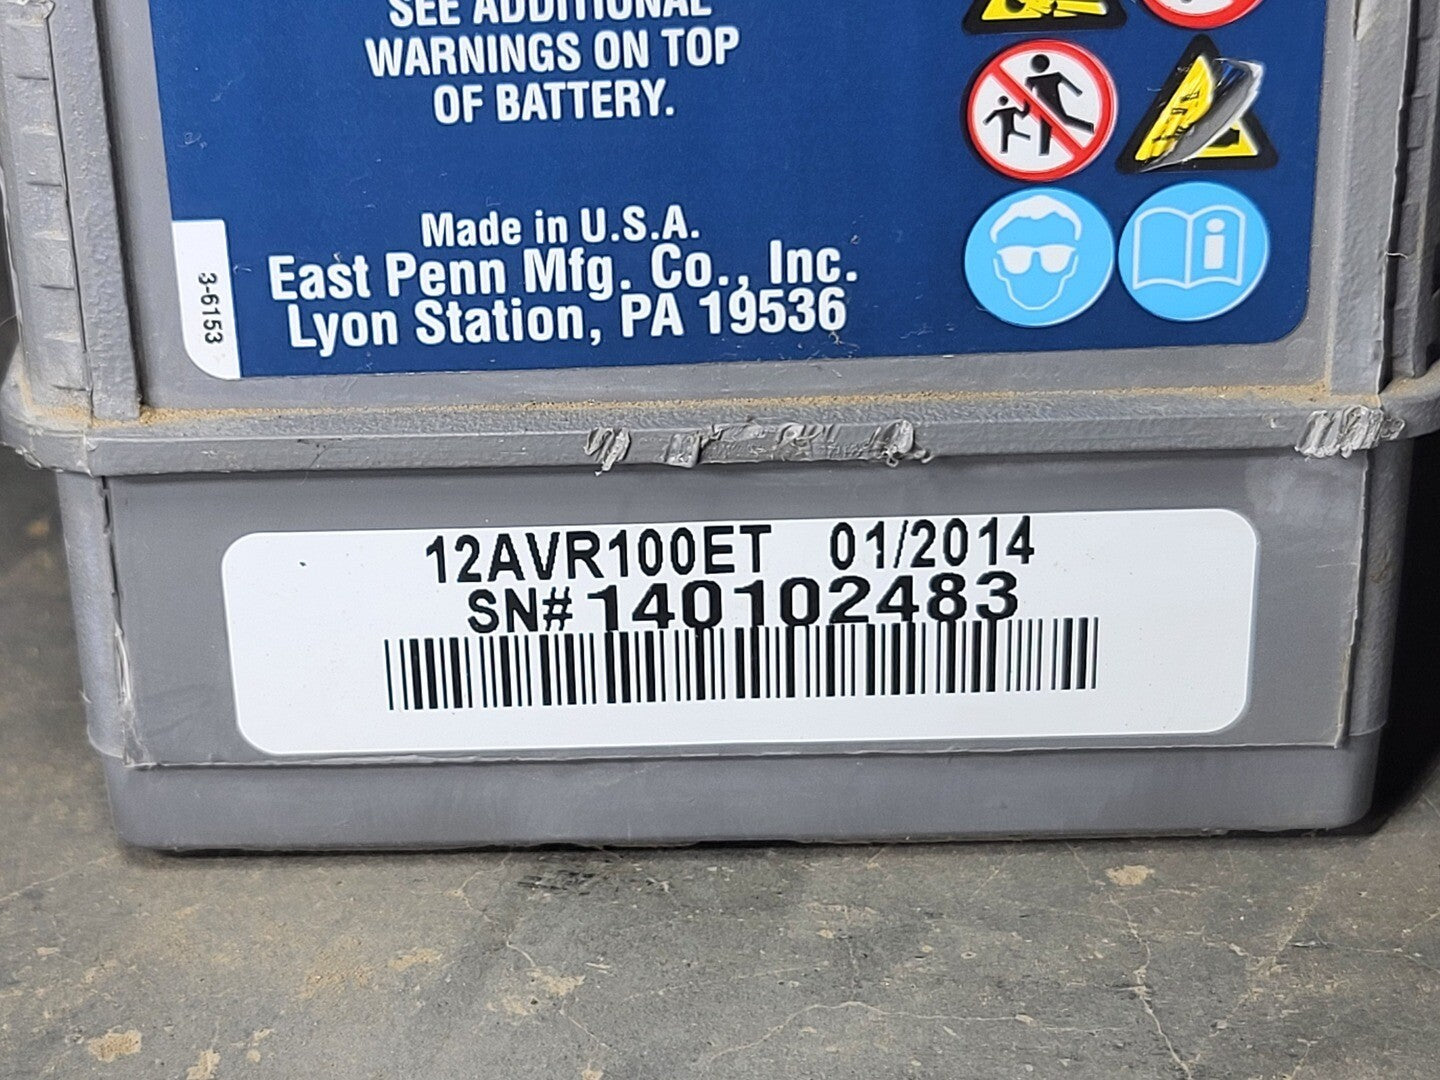 SEE ADDITIONAL
WARNINGS ON TOP
OF BATTERY.
Made in U.S.A.
East Penn Mfg. Co., Inc.
Lyon Station, PA 19536
3-6153
12AVR100ET 01/2014
SN# 140102483